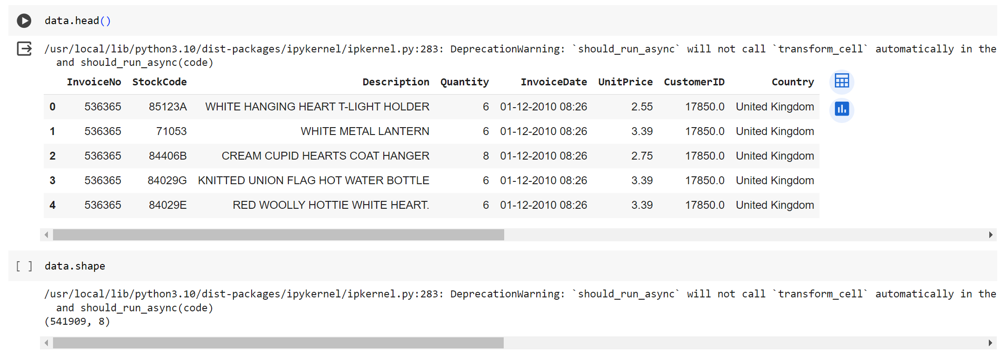 data.head()
/usr/local/lib/python3.10/dist-packages/ipykernel/ipkernel.py:283: DeprecationWarning: `should_run_async` will not call `transform_cell` automatically in the
and should_run_async(code)
InvoiceNo StockCode Description Quantity InvoiceDate UnitPrice CustomerID Country
0 536365 85123A WHITE HANGING HEART T-LIGHT HOLDER 6 01-12-2010 08:26 2.55 17850.0 United Kingdom
1 536365 71053 WHITE METAL LANTERN 6 01-12-2010 08:26 3.39 17850.0 United Kingdom
2 536365 84406B CREAM CUPID HEARTS COAT HANGER 8 01-12-2010 08:26 2.75 17850.0 United Kingdom
3 536365 84029G KNITTED UNION FLAG HOT WATER BOTTLE 6 01-12-2010 08:26 3.39 17850.0 United Kingdom
4 536365 84029E RED WOOLLY HOTTIE WHITE HEART. 6 01-12-2010 08:26 3.39 17850.0 United Kingdom
[ ] data.shape
/usr/local/lib/python3.10/dist-packages/ipykernel/ipkernel.py:283: DeprecationWarning: `should_run_async` will not call `transform_cell` automatically in the
and should_run_async(code)
(541909, 8)